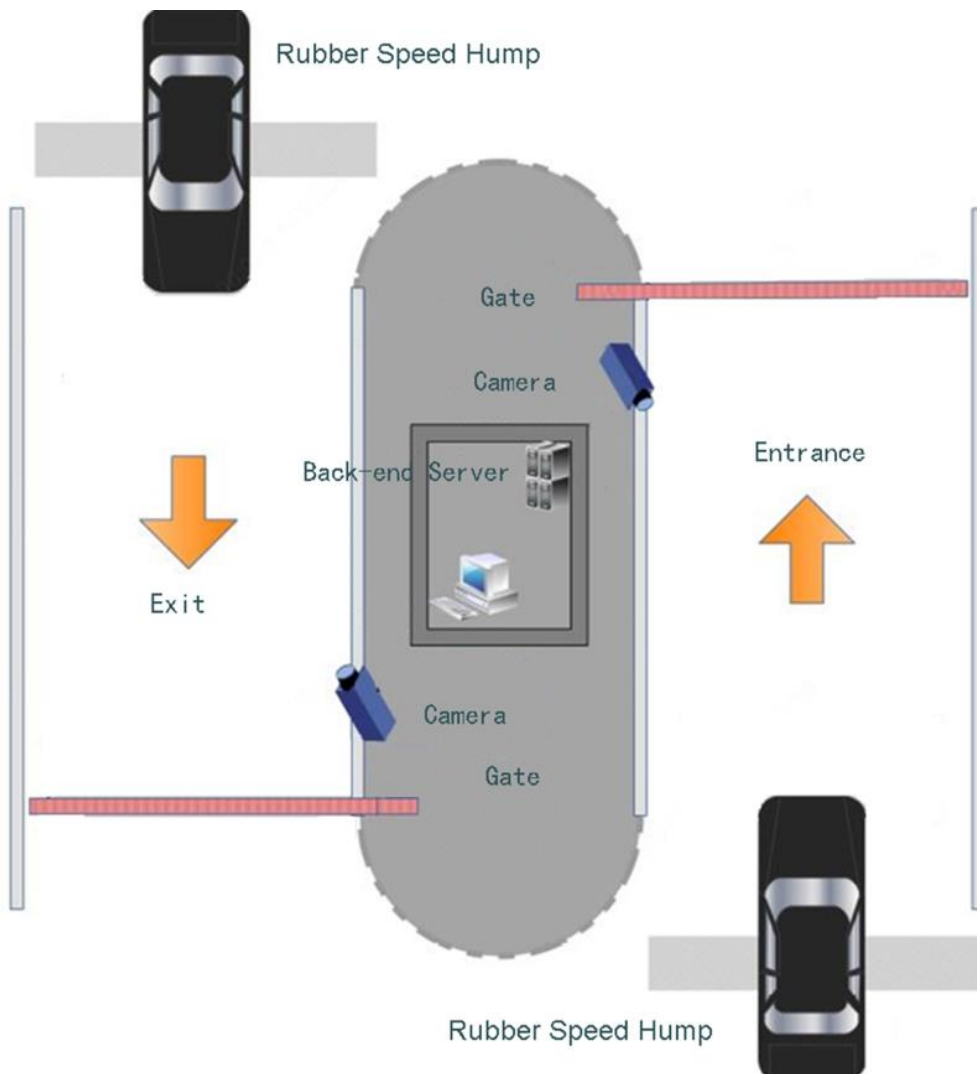 Rubber Speed Hump
Gate
Camera
Entrance
Back-end Server
Exit
Camera
Gate
Rubber Speed Hump